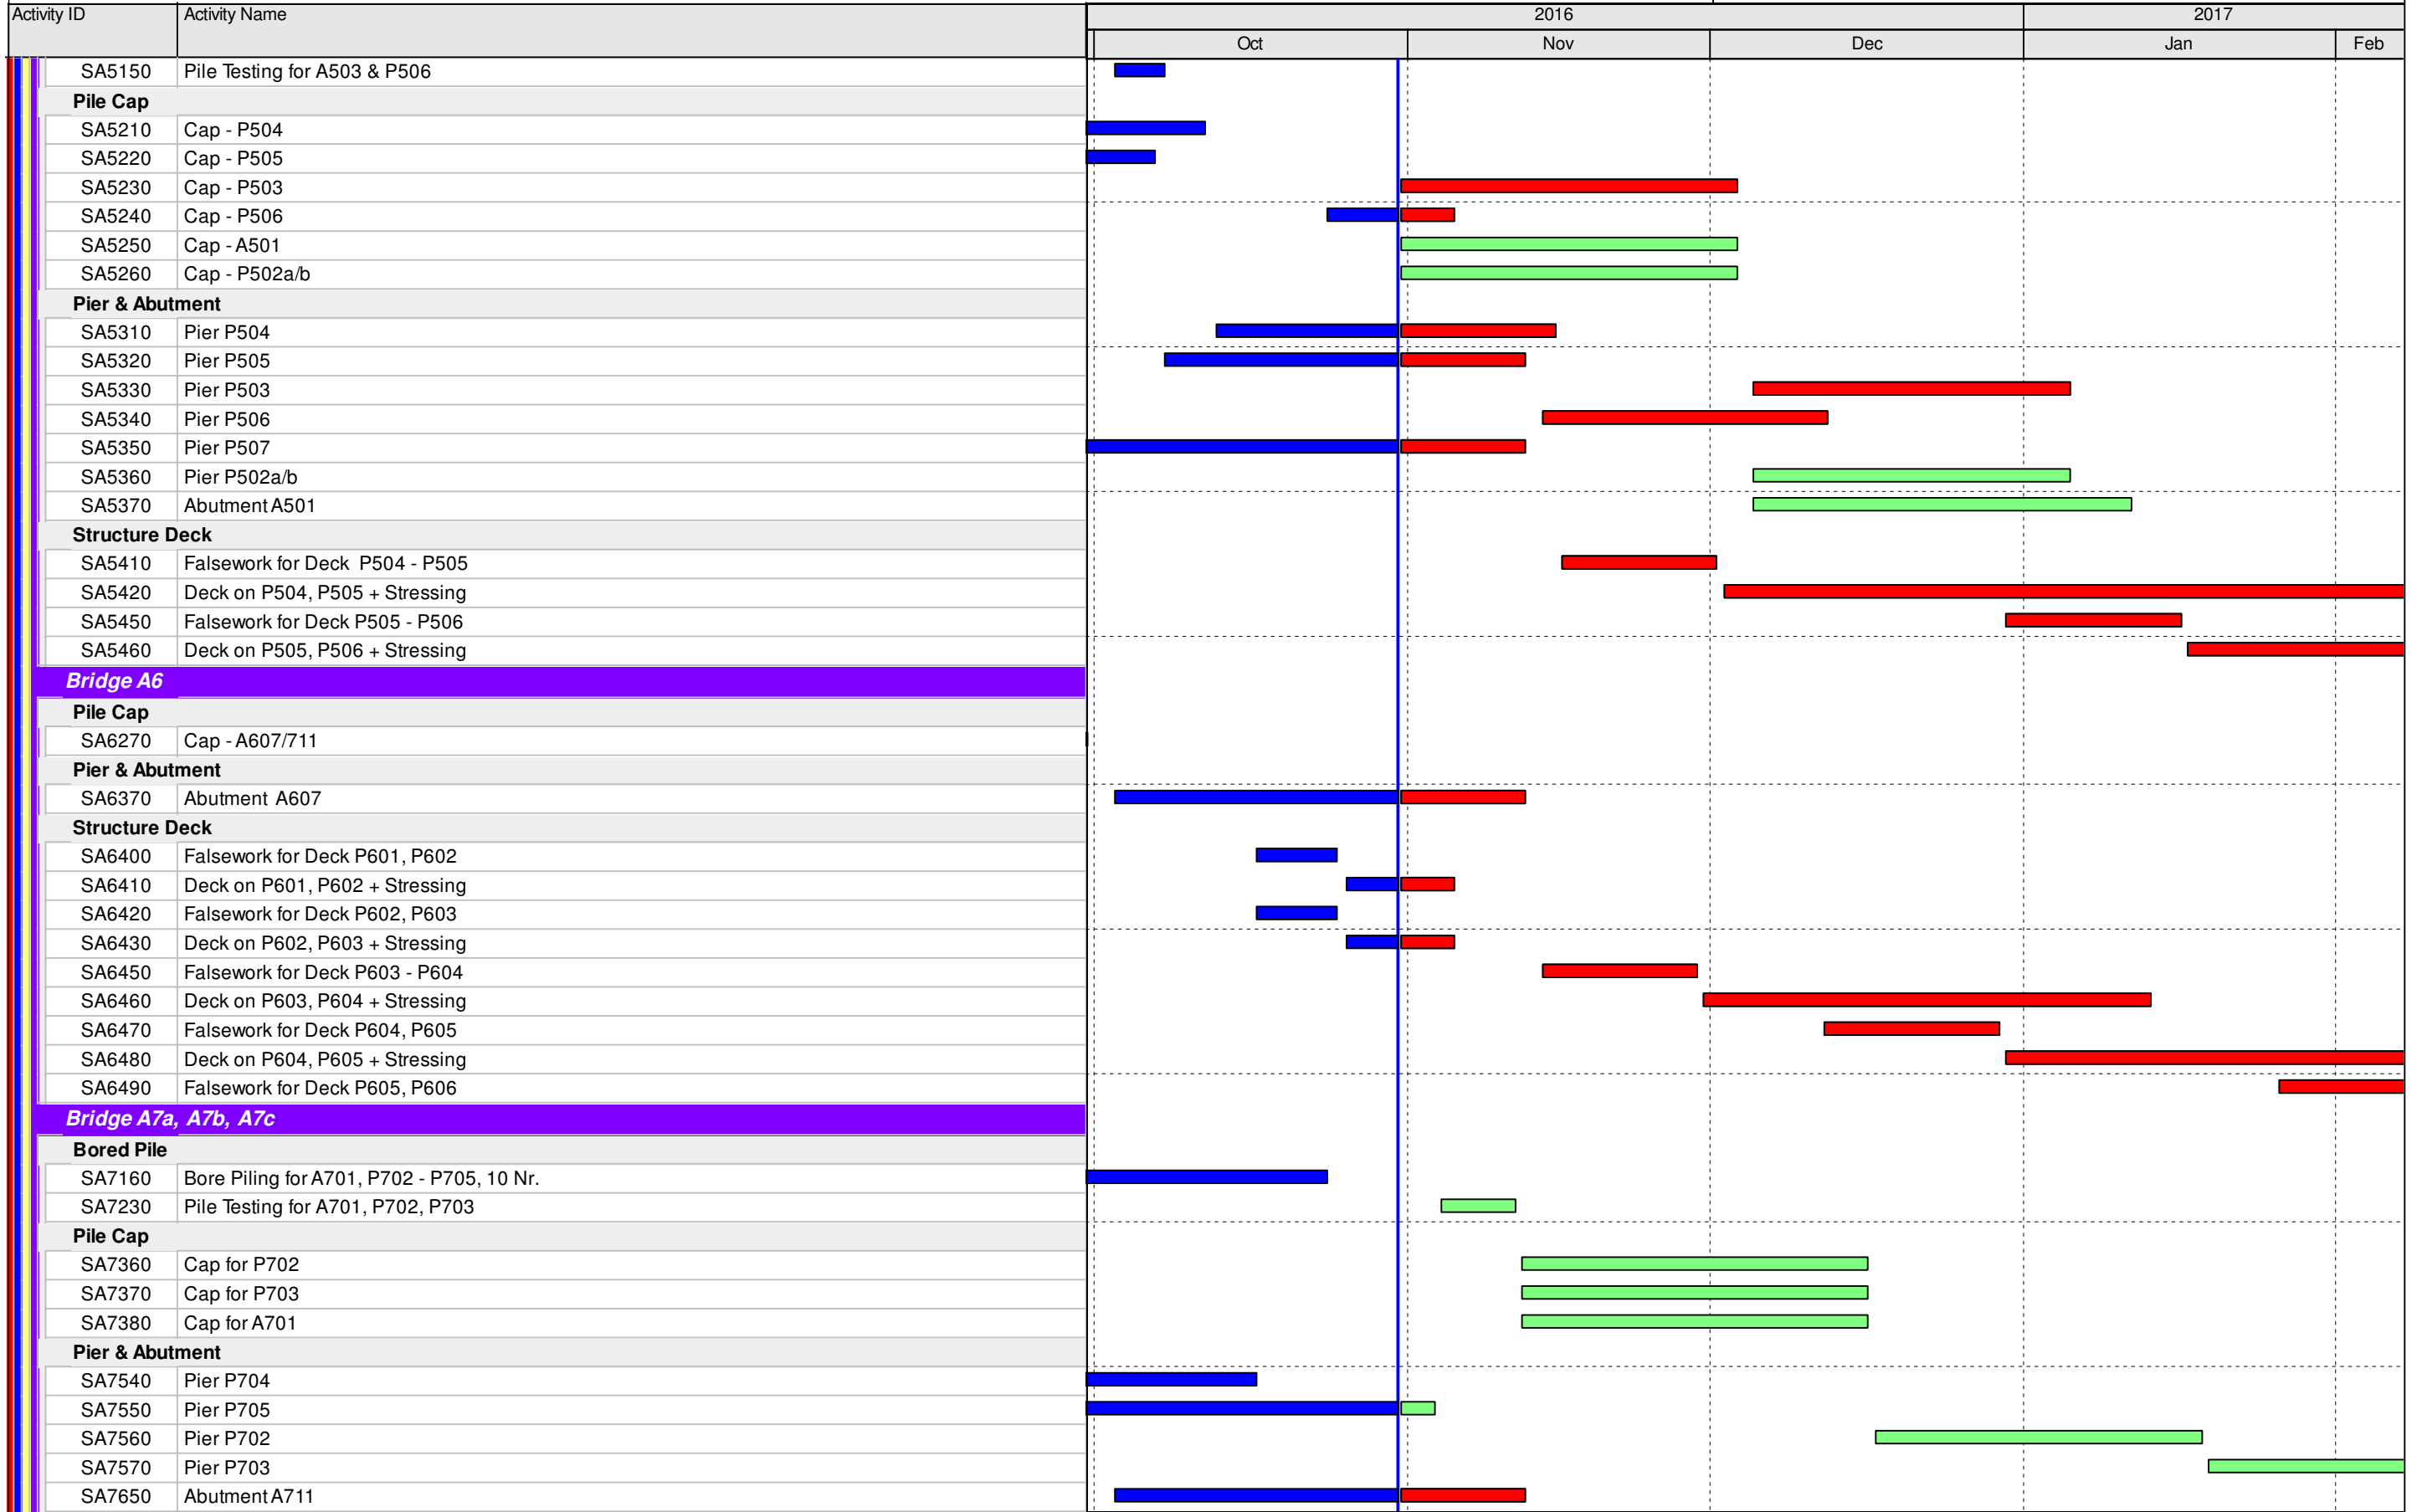 Activity ID Activity Name 2016 2017
Oct Nov Dec Jan Feb
SA5150 Pile Testing for A503 & P506
Pile Cap
SA5210 Cap - P504
SA5220 Cap - P505
SA5230 Cap - P503
SA5240 Cap - P506
SA5250 Cap - A501
SA5260 Cap - P502a/b
Pier & Abutment
SA5310 Pier P504
SA5320 Pier P505
SA5330 Pier P503
SA5340 Pier P506
SA5350 Pier P507
SA5360 Pier P502a/b
SA5370 Abutment A501
Structure Deck
SA5410 Falsework for Deck P504 - P505
SA5420 Deck on P504, P505 + Stressing
SA5450 Falsework for Deck P505 - P506
SA5460 Deck on P505, P506 + Stressing
Bridge A6
Pile Cap
SA6270 Cap - A607/711
Pier & Abutment
SA6370 Abutment A607
Structure Deck
SA6400 Falsework for Deck P601, P602
SA6410 Deck on P601, P602 + Stressing
SA6420 Falsework for Deck P602, P603
SA6430 Deck on P602, P603 + Stressing
SA6450 Falsework for Deck P603 - P604
SA6460 Deck on P603, P604 + Stressing
SA6470 Falsework for Deck P604, P605
SA6480 Deck on P604, P605 + Stressing
SA6490 Falsework for Deck P605, P606
Bridge A7a, A7b, A7c
Bored Pile
SA7160 Bore Piling for A701, P702 - P705, 10 Nr.
SA7230 Pile Testing for A701, P702, P703
Pile Cap
SA7360 Cap for P702
SA7370 Cap for P703
SA7380 Cap for A701
Pier & Abutment
SA7540 Pier P704
SA7550 Pier P705
SA7560 Pier P702
SA7570 Pier P703
SA7650 Abutment A711